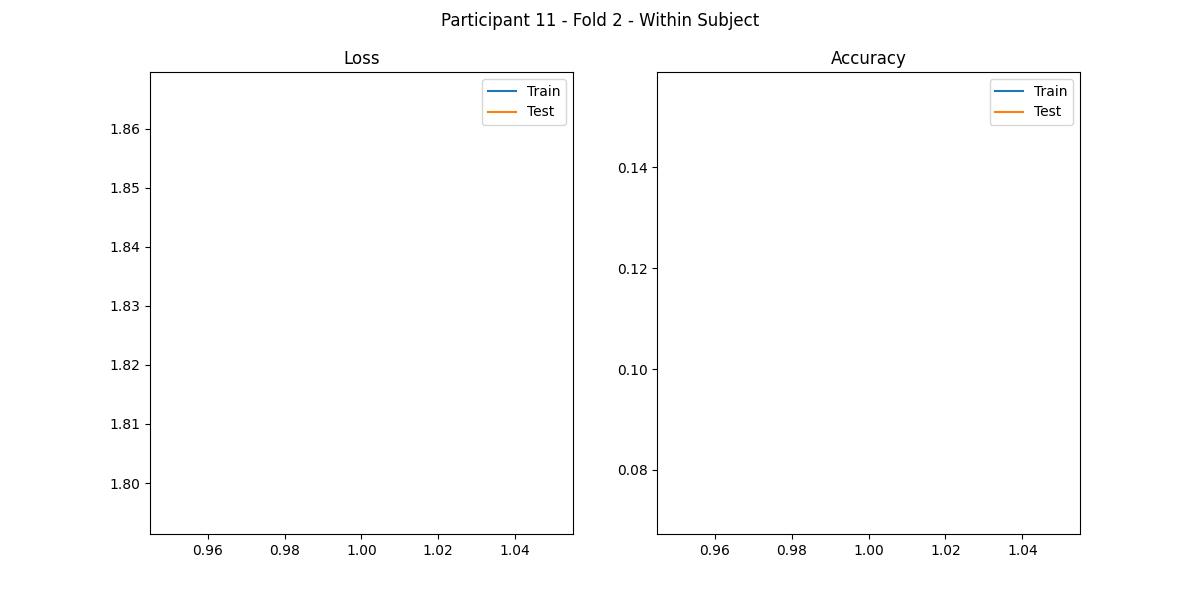 Participant 11 - Fold 2 - Within Subject
Loss
Train
Test
1.86
1.85
1.84
1.83
1.82
1.81
1.80
0.96 0.98 1.00 1.02 1.04
Accuracy
Train
Test
0.14
0.12
0.10
0.08
0.96 0.98 1.00 1.02 1.04